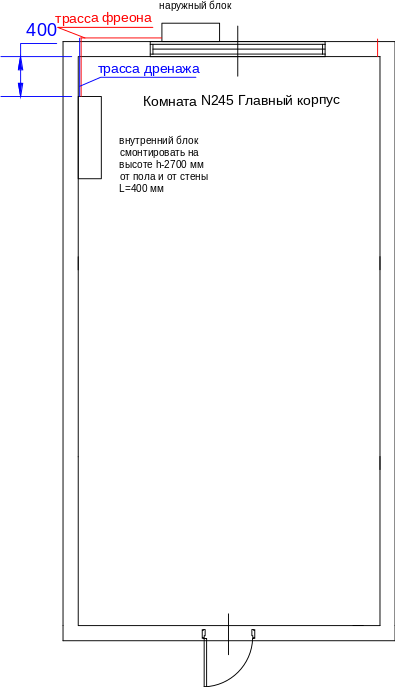 наружный блок
трасса фреона
400
трасса дренажа
Комната N245 Главный корпус
внутренний блок
смонтировать на
высоте h-2700 мм
от пола и от стены
L=400 мм